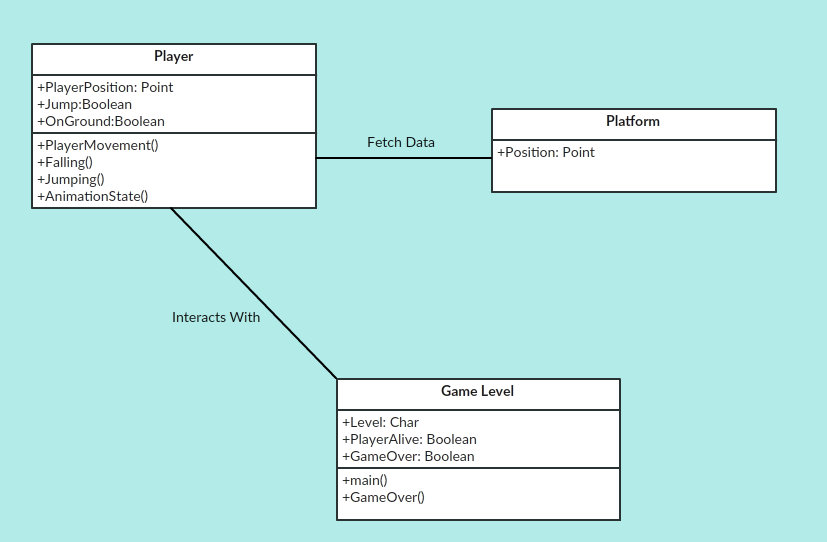 Player
+PlayerPosition: Point
+Jump:Boolean
+OnGround:Boolean
+PlayerMovement()
+Falling()
+Jumping()
+AnimationState()
Fetch Data
Platform
+Position: Point
Interacts With
Game Level
+Level: Char
+PlayerAlive: Boolean
+GameOver: Boolean
+main()
+GameOver()